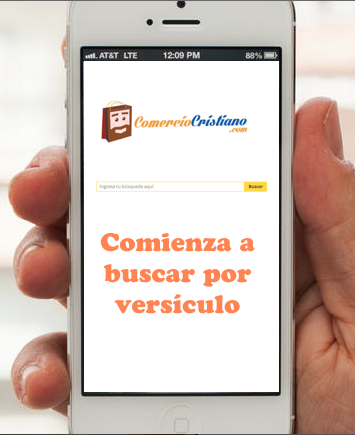 AT&T LTE 12:09 PM 88%
ComercioCristiano
.com
Ingresa tu búsqueda aquí Buscar
Comienza a
buscar por
versículo